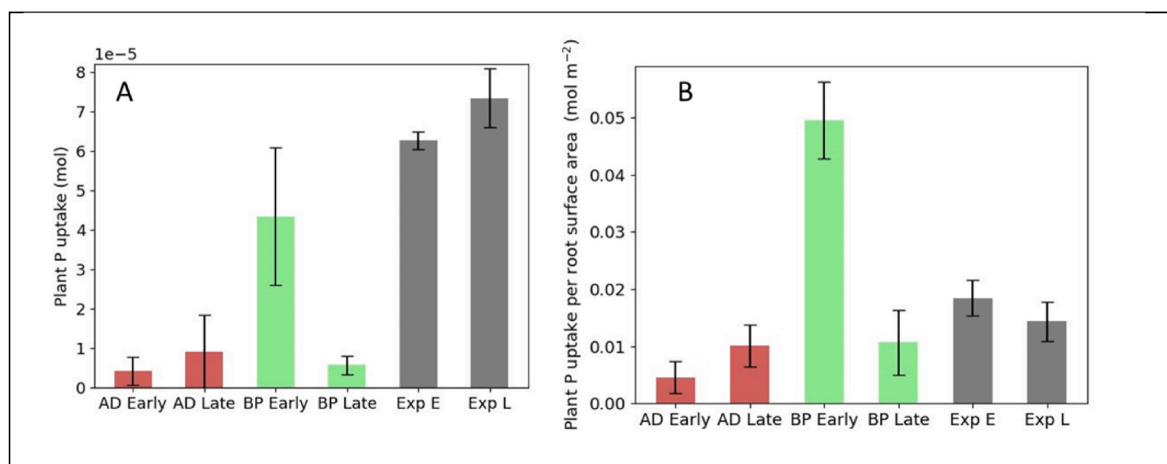 1e−5
A
Plant P uptake (mol)
8
7
6
5
4
3
2
1
0
AD Early AD Late BP Early BP Late Exp E Exp L
B
Plant P uptake per root surface area (mol m⁻²)
0.05
0.04
0.03
0.02
0.01
0.00
AD Early AD Late BP Early BP Late Exp E Exp L